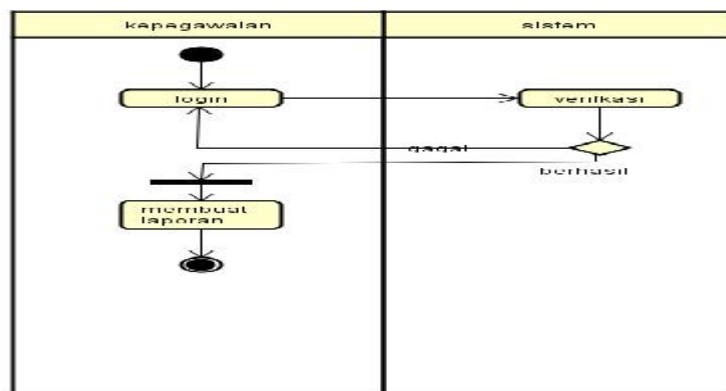 kepegawaian
sistem
login
verifikasi
gagal
berhasil
membuat
laporan